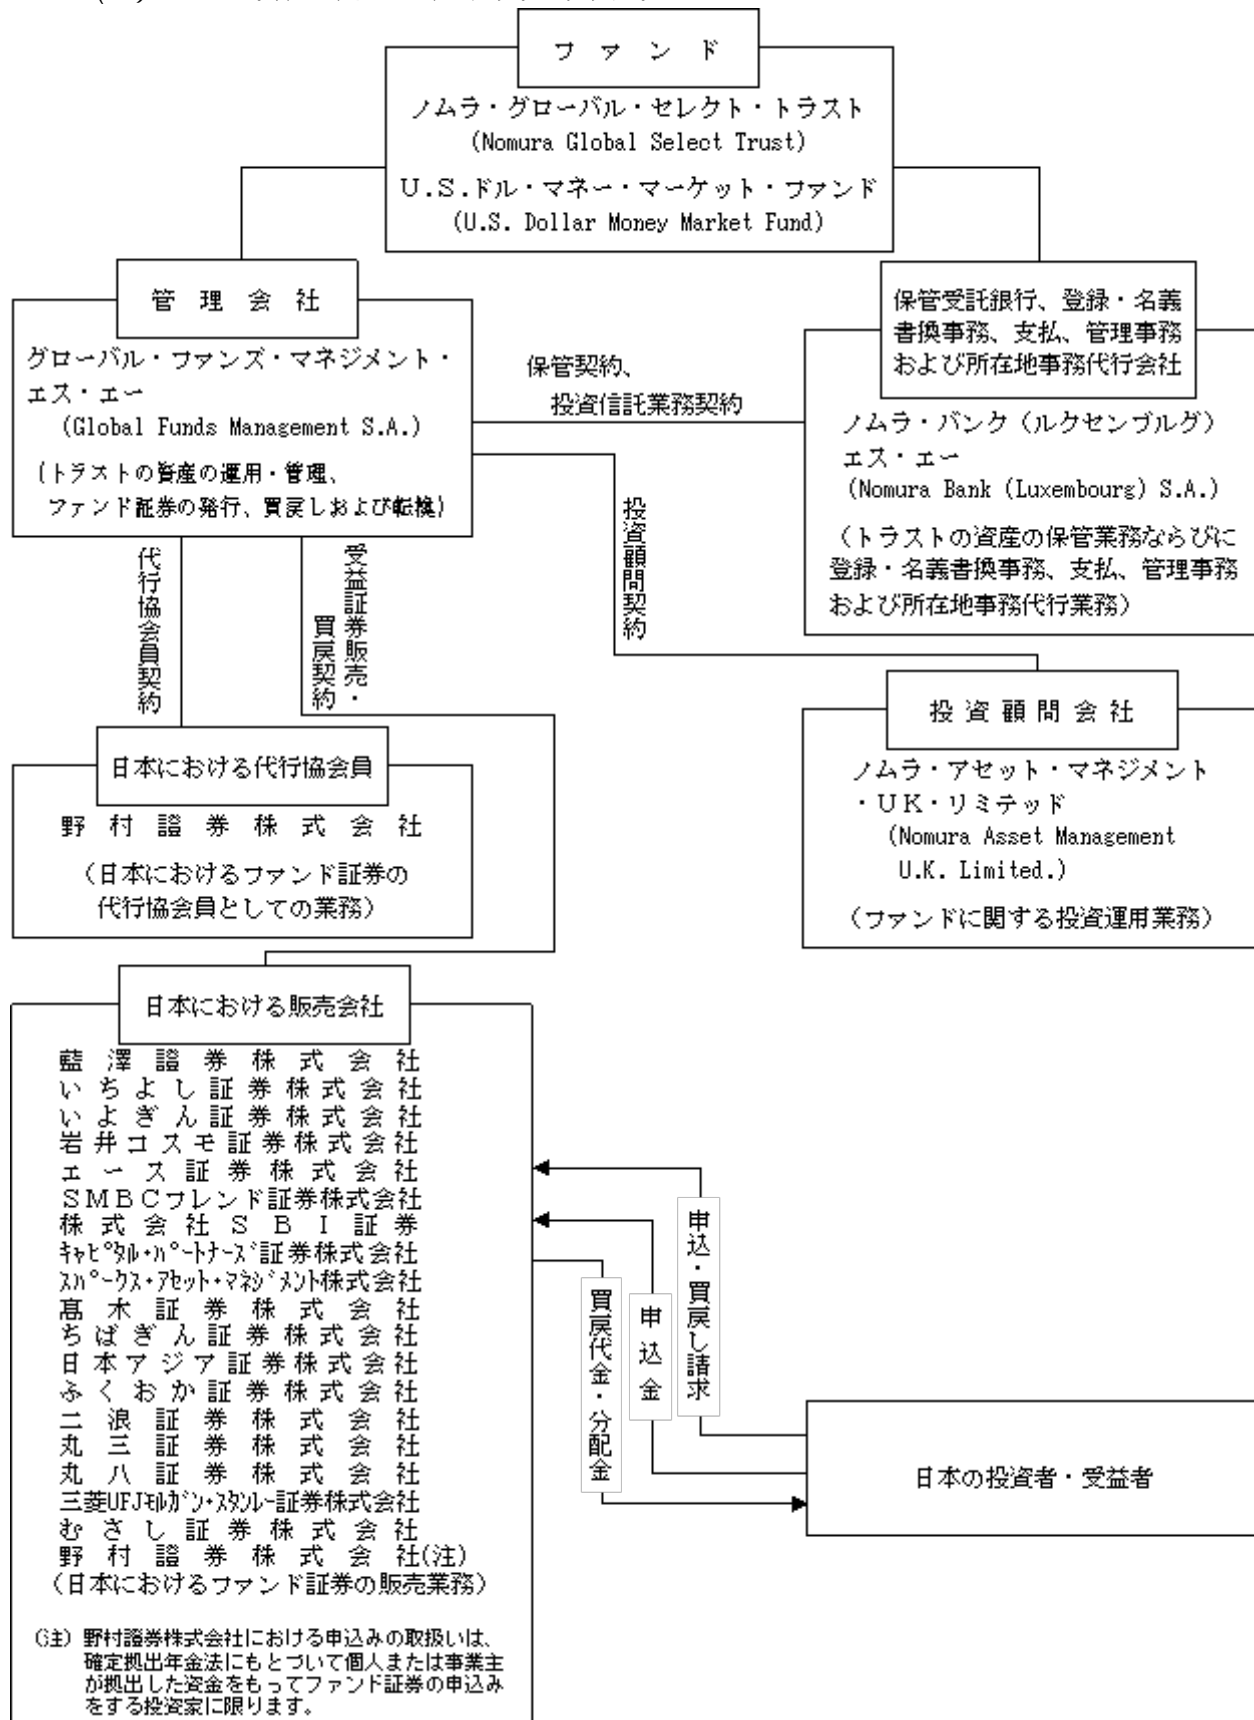 ファンド
ノムラ・グローバル・セレクト・トラスト
(Nomura Global Select Trust)
U.S.ドル・マネー・マーケット・ファンド
(U.S. Dollar Money Market Fund)
管理会社
グローバル・ファンズ・マネジメント・
エス・エー
(Global Funds Management S.A.)
(トラストの資産の運用・管理、
ファンド証券の発行、買戻しおよび転換)
保管契約、
投資信託業務契約
保管受託銀行、登録・名義
書換事務、支払、管理事務
および所在地事務代行会社
ノムラ・バンク(ルクセンブルグ)
エス・エー
(Nomura Bank (Luxembourg) S.A.)
(トラストの資産の保管業務ならびに
登録・名義書換事務、支払、管理事務
および所在地事務代行業務)
代行協会員契約
受益証券販売・
買戻契約
投資顧問契約
投資顧問会社
ノムラ・アセット・マネジメント
・UK・リミテッド
(Nomura Asset Management
U.K. Limited.)
(ファンドに関する投資運用業務)
日本における代行協会員
野村證券株式会社
(日本におけるファンド証券の
代行協会員としての業務)
日本における販売会社
藍澤證券株式会社
いちよし証券株式会社
いよぎん証券株式会社
岩井コスモ証券株式会社
エース証券株式会社
SMBCフレンド証券株式会社
株式会社SBI証券
キャピタル・パートナーズ証券株式会社
スパークス・アセット・マネジメント株式会社
髙木証券株式会社
ちばぎん証券株式会社
日本アジア証券株式会社
ふくおか証券株式会社
二浪証券株式会社
丸三証券株式会社
丸八証券株式会社
三菱UFJモルガン・スタンレー証券株式会社
むさし証券株式会社
野村證券株式会社(注)
(日本におけるファンド証券の販売業務)
(注) 野村證券株式会社における申込みの取扱いは、
確定拠出年金法にもとづいて個人または事業主
が拠出した資金をもってファンド証券の申込み
をする投資家に限ります。
申込・買戻し請求
申込金
買戻代金・分配金
日本の投資者・受益者